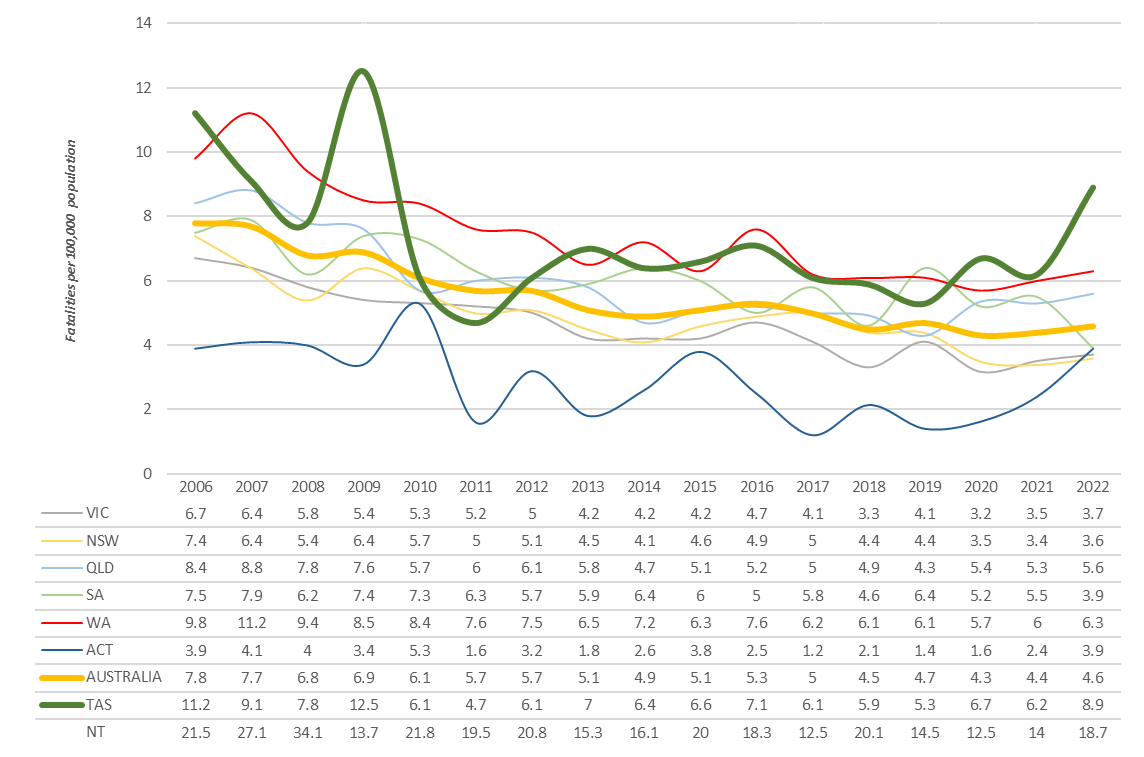 14
12
10
8
6
4
2
0
Fatalities per 100,000 population
2006 2007 2008 2009 2010 2011 2012 2013 2014 2015 2016 2017 2018 2019 2020 2021 2022
VIC 6.7 6.4 5.8 5.4 5.3 5.2 5 4.2 4.2 4.2 4.7 4.1 3.3 4.1 3.2 3.5 3.7
NSW 7.4 6.4 5.4 6.4 5.7 5 5.1 4.5 4.1 4.6 4.9 5 4.4 4.4 3.5 3.4 3.6
QLD 8.4 8.8 7.8 7.6 5.7 6 6.1 5.8 4.7 5.1 5.2 5 4.9 4.3 5.4 5.3 5.6
SA 7.5 7.9 6.2 7.4 7.3 6.3 5.7 5.9 6.4 6 5 5.8 4.6 6.4 5.2 5.5 3.9
WA 9.8 11.2 9.4 8.5 8.4 7.6 7.5 6.5 7.2 6.3 7.6 6.2 6.1 6.1 5.7 6 6.3
ACT 3.9 4.1 4 3.4 5.3 1.6 3.2 1.8 2.6 3.8 2.5 1.2 2.1 1.4 1.6 2.4 3.9
AUSTRALIA 7.8 7.7 6.8 6.9 6.1 5.7 5.7 5.1 4.9 5.1 5.3 5 4.5 4.7 4.3 4.4 4.6
TAS 11.2 9.1 7.8 12.5 6.1 4.7 6.1 7 6.4 6.6 7.1 6.1 5.9 5.3 6.7 6.2 8.9
NT 21.5 27.1 34.1 13.7 21.8 19.5 20.8 15.3 16.1 20 18.3 12.5 20.1 14.5 12.5 14 18.7